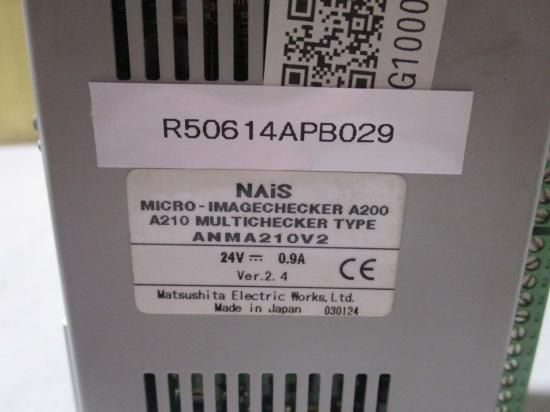 G1000
R50614APB029
NAiS
MICRO-IMAGECHECKER A200
A210 MULTICHECKER TYPE
ANMA210V2
24V ⎓ 0.9A
Ver.2.4 CE
Matsushita Electric Works,Ltd.
Made in Japan 030124